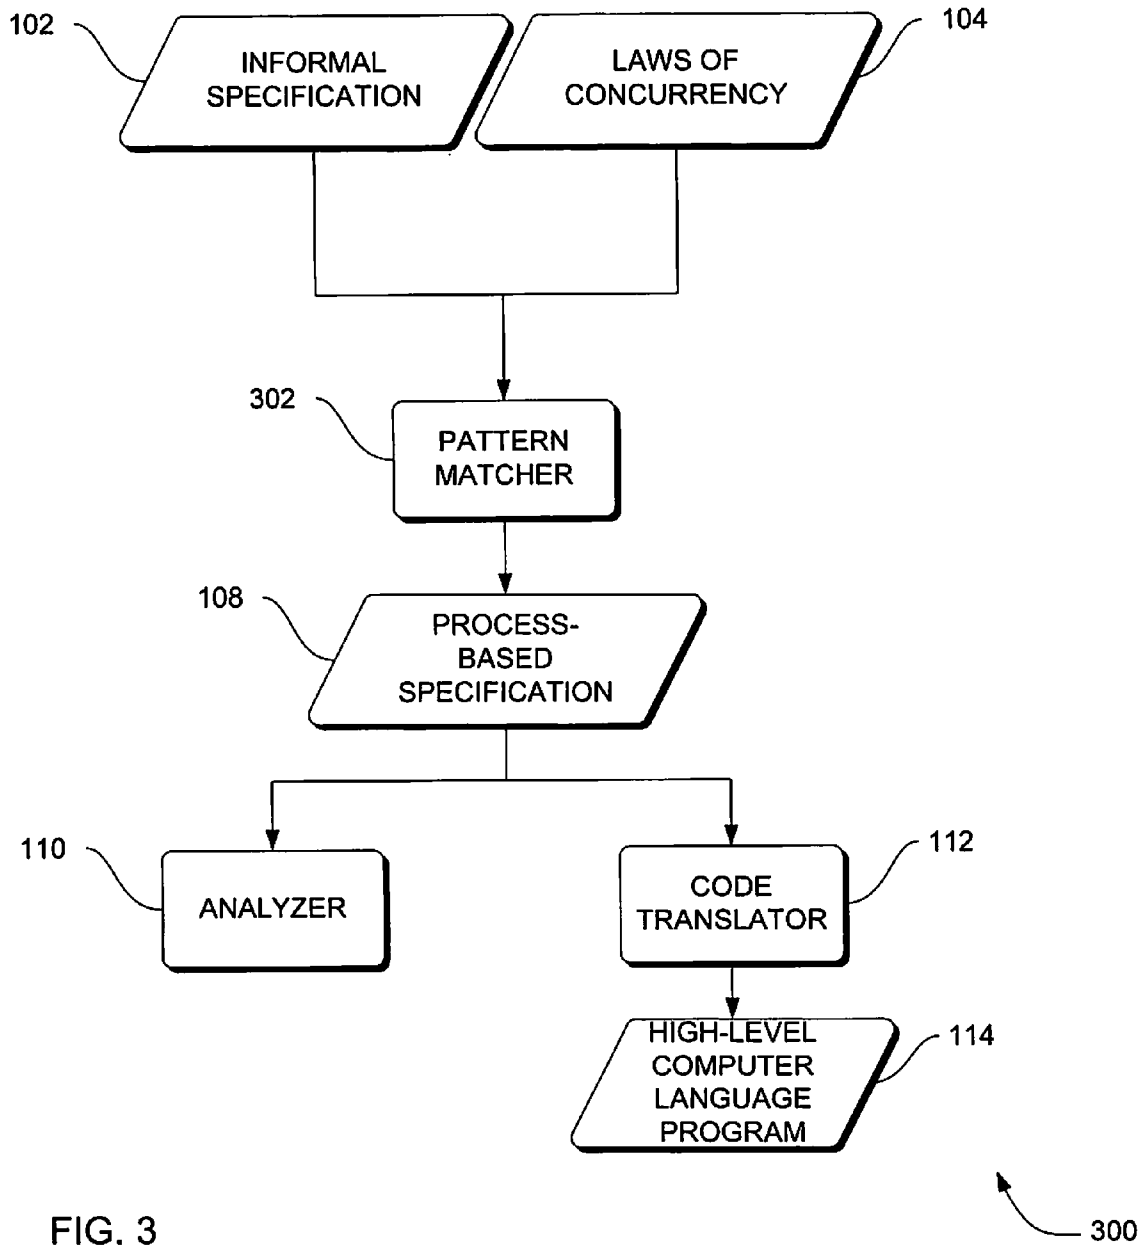 102
INFORMAL
SPECIFICATION
LAWS OF
CONCURRENCY
104
302
PATTERN
MATCHER
108
PROCESS-
BASED
SPECIFICATION
110
ANALYZER
CODE
TRANSLATOR
112
HIGH-LEVEL
COMPUTER
LANGUAGE
PROGRAM
114
FIG. 3
300